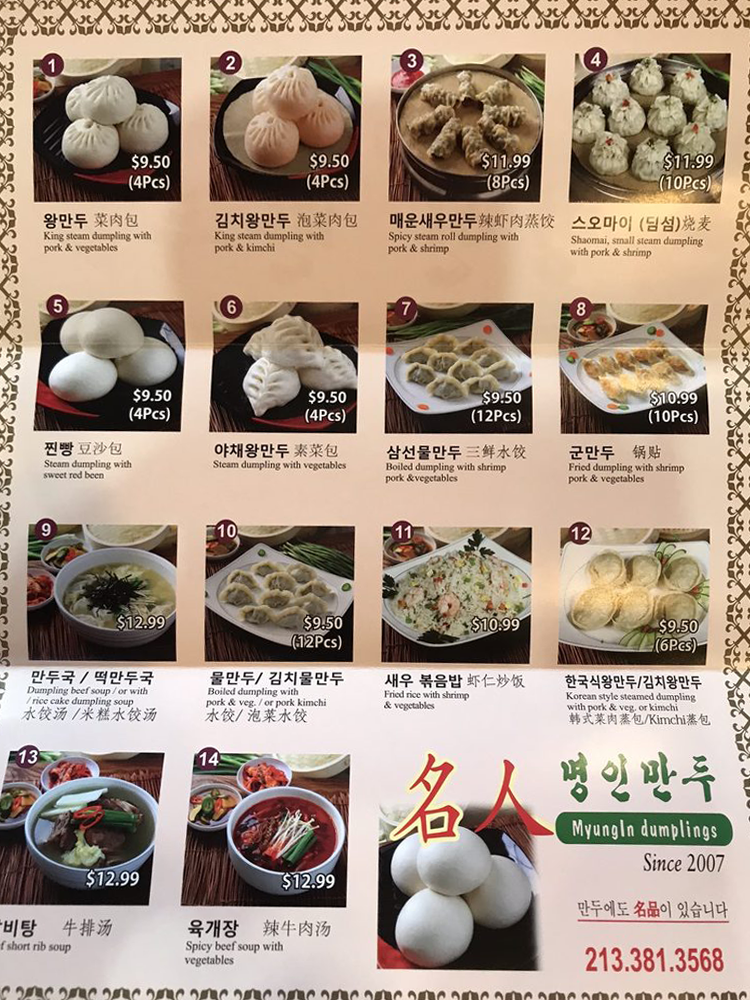 1
$9.50
(4Pcs)
왕만두 菜肉包
King steam dumpling with
pork & vegetables
2
$9.50
(4Pcs)
김치왕만두 泡菜肉包
King steam dumpling with
pork & kimchi
3
$11.99
(8Pcs)
매운새우만두 辣虾肉蒸饺
Spicy steam roll dumpling with
pork & shrimp
4
$11.99
(10Pcs)
스오마이 (딤섬) 烧麦
Shaomai, small steam dumpling
with pork & shrimp
5
$9.50
(4Pcs)
찐빵 豆沙包
Steam dumpling with
sweet red been
6
$9.50
(4Pcs)
야채왕만두 素菜包
Steam dumpling with vegetables
7
$9.50
(12Pcs)
삼선물만두 三鲜水饺
Boiled dumpling with shrimp
pork &vegetables
8
$10.99
(10Pcs)
군만두 锅贴
Fried dumpling with shrimp
pork & vegetables
9
$12.99
만두국 / 떡만두국
Dumpling beef soup / or with
/ rice cake dumpling soup
水饺汤 /米糕水饺汤
10
$9.50
(12Pcs)
물만두/ 김치물만두
Boiled dumpling with
pork & veg. / or pork kimchi
水饺/ 泡菜水饺
11
$10.99
새우 볶음밥 虾仁炒饭
Fried rice with shrimp
& vegetables
12
$9.50
(6Pcs)
한국식왕만두/김치왕만두
Korean style steamed dumpling
with pork & veg. or kimchi
韩式菜肉蒸包/Kimchi蒸包
13
$12.99
비탕 牛排汤
f short rib soup
14
$12.99
육개장 辣牛肉汤
Spicy beef soup with
vegetables
名人
명인만두
MyungIn dumplings
Since 2007
만두에도 名品이 있습니다
213.381.3568